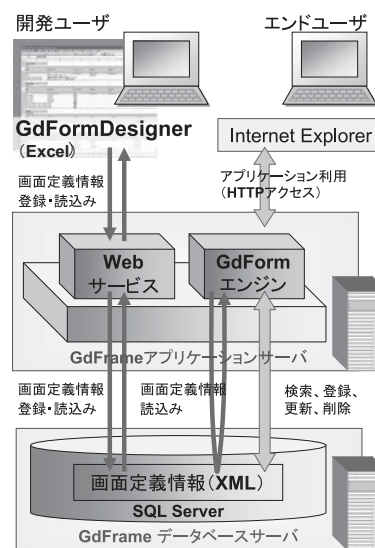 開発ユーザ
エンドユーザ
GdFormDesigner
(Excel)
Internet Explorer
画面定義情報
登録・読込み
アプリケーション利用
(HTTPアクセス)
Web
サービス
GdForm
エンジン
GdFrameアプリケーションサーバ
画面定義情報
登録・読込み
画面定義情報
読込み
検索、登録、
更新、削除
画面定義情報(XML)
SQL Server
GdFrame データベースサーバ